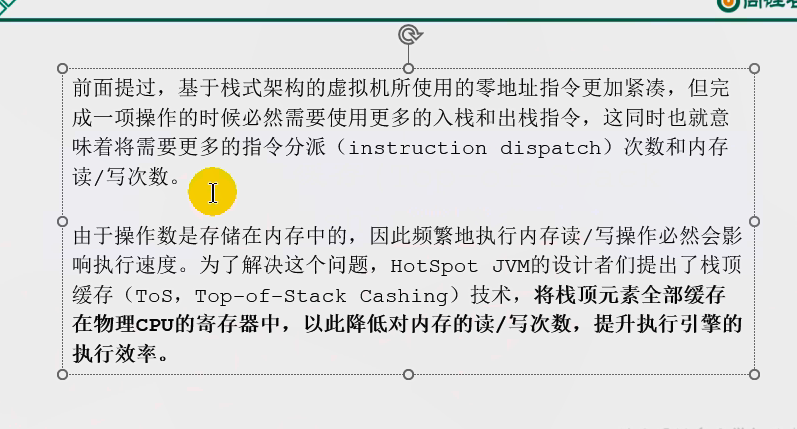 前面提过，基于栈式架构的虚拟机所使用的零地址指令更加紧凑，但完
成一项操作的时候必然需要使用更多的入栈和出栈指令，这同时也就意
味着将需要更多的指令分派（instruction dispatch）次数和内存
读/写次数。
由于操作数是存储在内存中的，因此频繁地执行内存读/写操作必然会影
响执行速度。为了解决这个问题，HotSpot JVM的设计者们提出了栈顶
缓存（ToS，Top-of-Stack Cashing）技术，将栈顶元素全部缓存
在物理CPU的寄存器中，以此降低对内存的读/写次数，提升执行引擎的
执行效率。